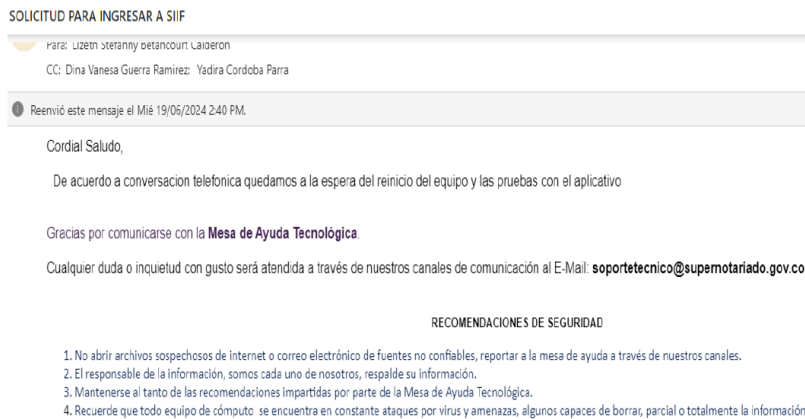 SOLICITUD PARA INGRESAR A SIIF
Para: Lizeth Stefanny Betancourt Calderon
CC: Dina Vanesa Guerra Ramirez; Yadira Cordoba Parra
Reenvió este mensaje el Mié 19/06/2024 2:40 PM.
Cordial Saludo,
De acuerdo a conversacion telefonica quedamos a la espera del reinicio del equipo y las pruebas con el aplicativo
Gracias por comunicarse con la Mesa de Ayuda Tecnológica.
Cualquier duda o inquietud con gusto será atendida a través de nuestros canales de comunicación al E-Mail: soportetecnico@supernotariado.gov.co
RECOMENDACIONES DE SEGURIDAD
1. No abrir archivos sospechosos de internet o correo electrónico de fuentes no confiables, reportar a la mesa de ayuda a través de nuestros canales.
2. El responsable de la información, somos cada uno de nosotros, respalde su información.
3. Mantenerse al tanto de las recomendaciones impartidas por parte de la Mesa de Ayuda Tecnológica.
4. Recuerde que todo equipo de cómputo se encuentra en constante ataques por virus y amenazas, algunos capaces de borrar, parcial o totalmente la información